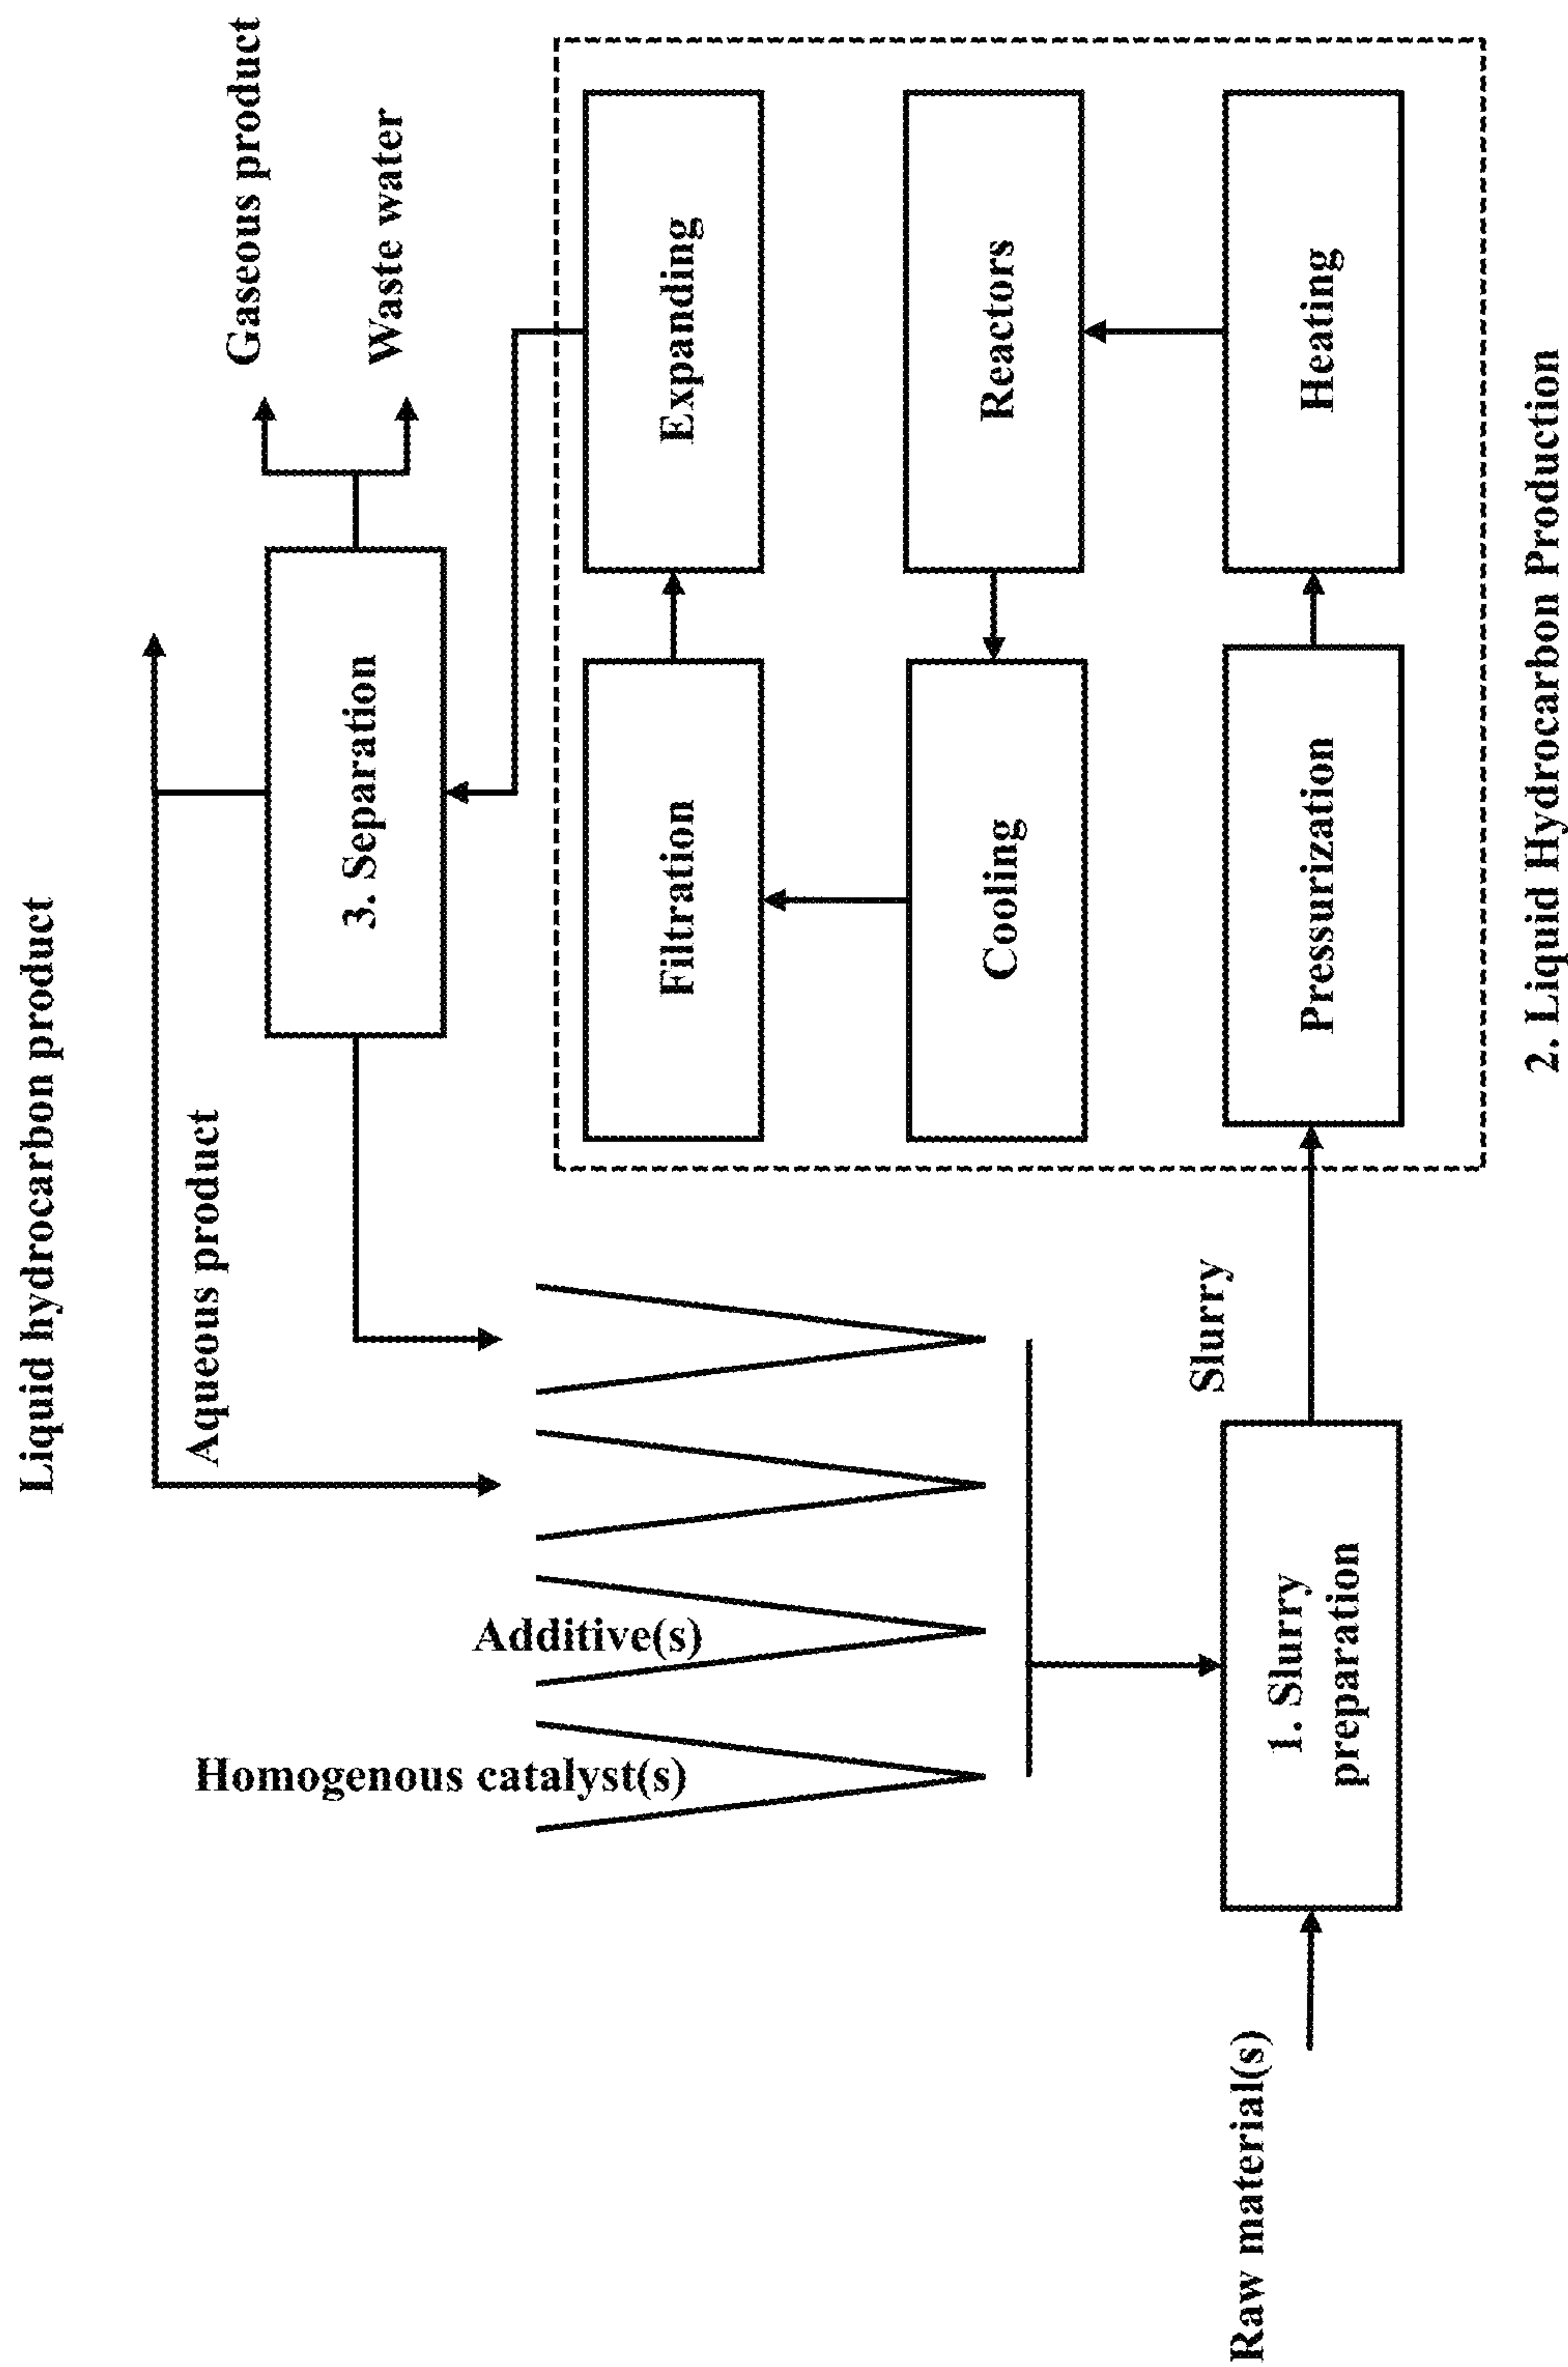 Liquid hydrocarbon product
Aqueous product
Gaseous product
Waste water
3. Separation
Homogenous catalyst(s)
Additive(s)
Filtration
Expanding
Cooling
Reactors
Raw material(s)
1. Slurry
preparation
Slurry
Pressurization
Heating
2. Liquid Hydrocarbon Production